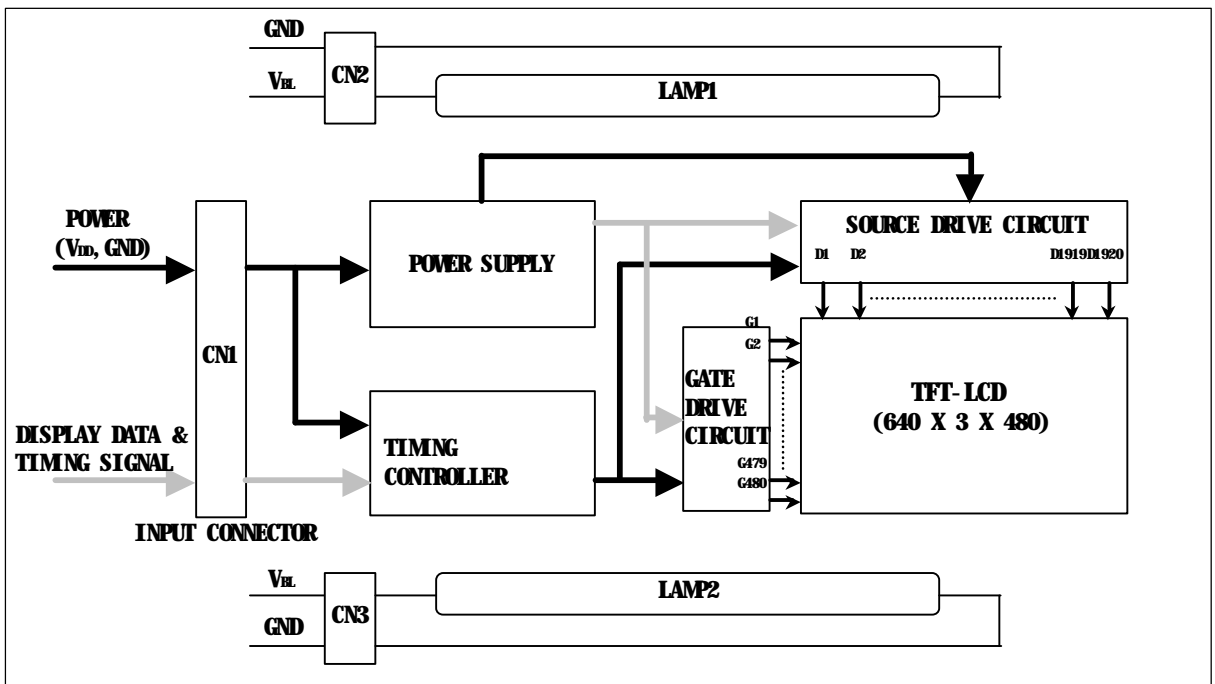 GND
CN2
VBL
LAMP1
POWER
(VDD, GND)
POWER SUPPLY
SOURCE DRIVE CIRCUIT
D1 D2 D1919 D1920
CN1
G1
G2
GATE
DRIVE
CIRCUIT
G479
G480
TFT-LCD
(640 X 3 X 480)
DISPLAY DATA &
TIMING SIGNAL
TIMING
CONTROLLER
INPUT CONNECTOR
VBL
CN3
GND
LAMP2